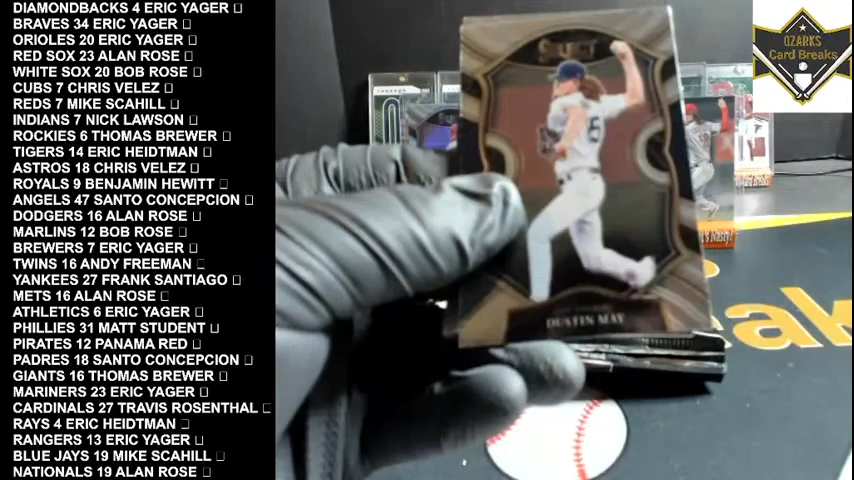 DIAMONDBACKS 4 ERIC YAGER
BRAVES 34 ERIC YAGER
ORIOLES 20 ERIC YAGER
RED SOX 23 ALAN ROSE
WHITE SOX 20 BOB ROSE
CUBS 7 CHRIS VELEZ
REDS 7 MIKE SCAHILL
INDIANS 7 NICK LAWSON
ROCKIES 6 THOMAS BREWER
TIGERS 14 ERIC HEIDTMAN
ASTROS 18 CHRIS VELEZ
ROYALS 9 BENJAMIN HEWITT
ANGELS 47 SANTO CONCEPCION
DODGERS 16 ALAN ROSE
MARLINS 12 BOB ROSE
BREWERS 7 ERIC YAGER
TWINS 16 ANDY FREEMAN
YANKEES 27 FRANK SANTIAGO
METS 16 ALAN ROSE
ATHLETICS 6 ERIC YAGER
PHILLIES 31 MATT STUDENT
PIRATES 12 PANAMA RED
PADRES 18 SANTO CONCEPCION
GIANTS 16 THOMAS BREWER
MARINERS 23 ERIC YAGER
CARDINALS 27 TRAVIS ROSENTHAL
RAYS 4 ERIC HEIDTMAN
RANGERS 13 ERIC YAGER
BLUE JAYS 19 MIKE SCAHILL
NATIONALS 19 ALAN ROSE
SELECT
DUSTIN MAY
OZARKS
Card Breaks
eak